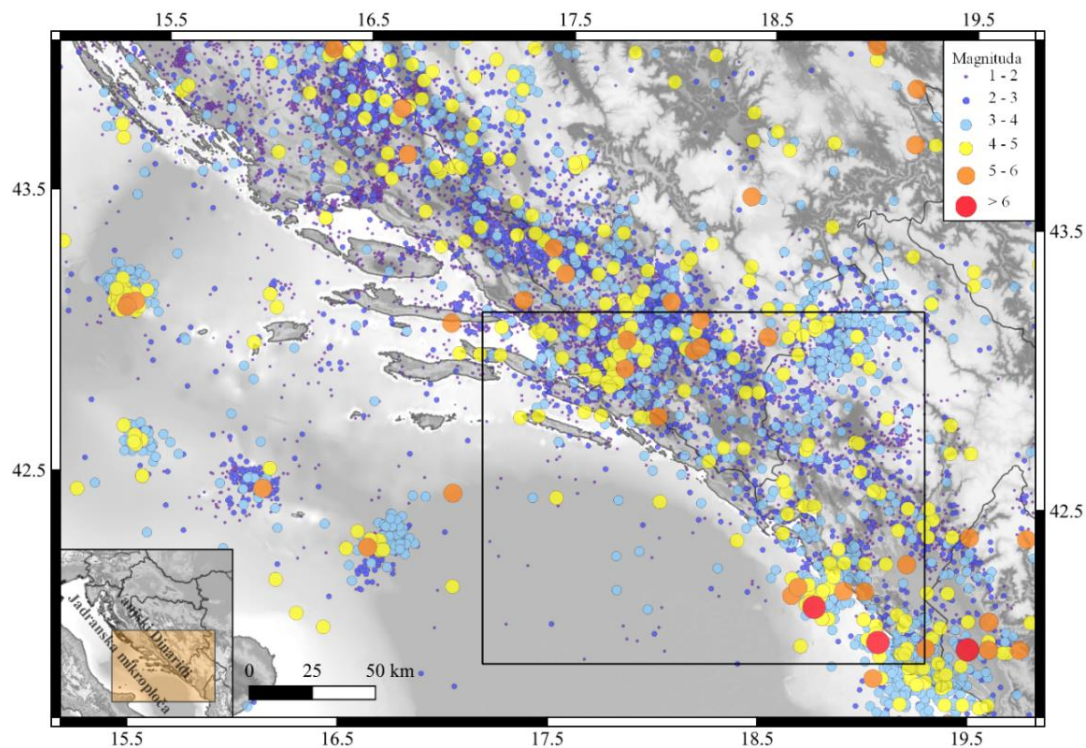 15.5 16.5 17.5 18.5 19.5
Magnituda
1 - 2
2 - 3
3 - 4
4 - 5
5 - 6
> 6
43.5 43.5
42.5 42.5
Vanjski Dinaridi
Jadranska mikroploča
0 25 50 km
15.5 16.5 17.5 18.5 19.5